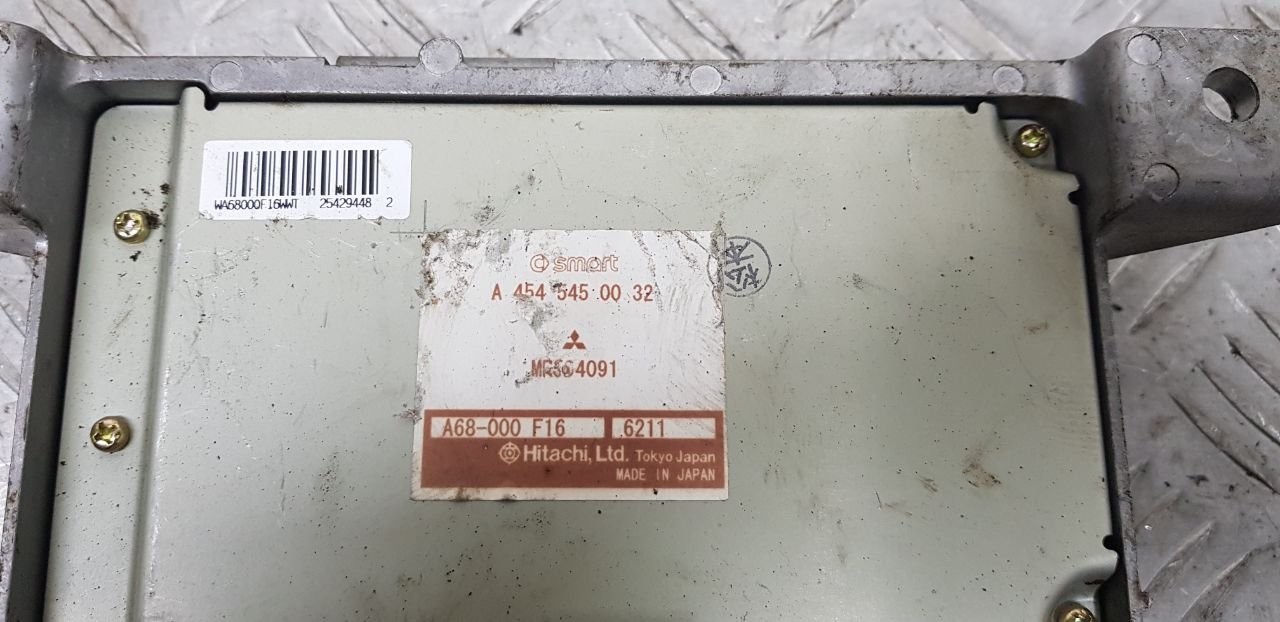 WA68000F16WWT 25429448 2
smart
A 454 545 00 32
4091
A68-000 F16 6211
Hitachi, Ltd. Tokyo Japan
MADE IN JAPAN